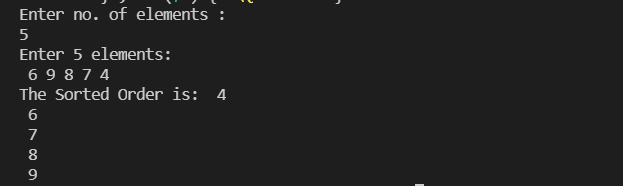 Enter no. of elements :
5
Enter 5 elements:
6 9 8 7 4
The Sorted Order is:  4
6
7
8
9